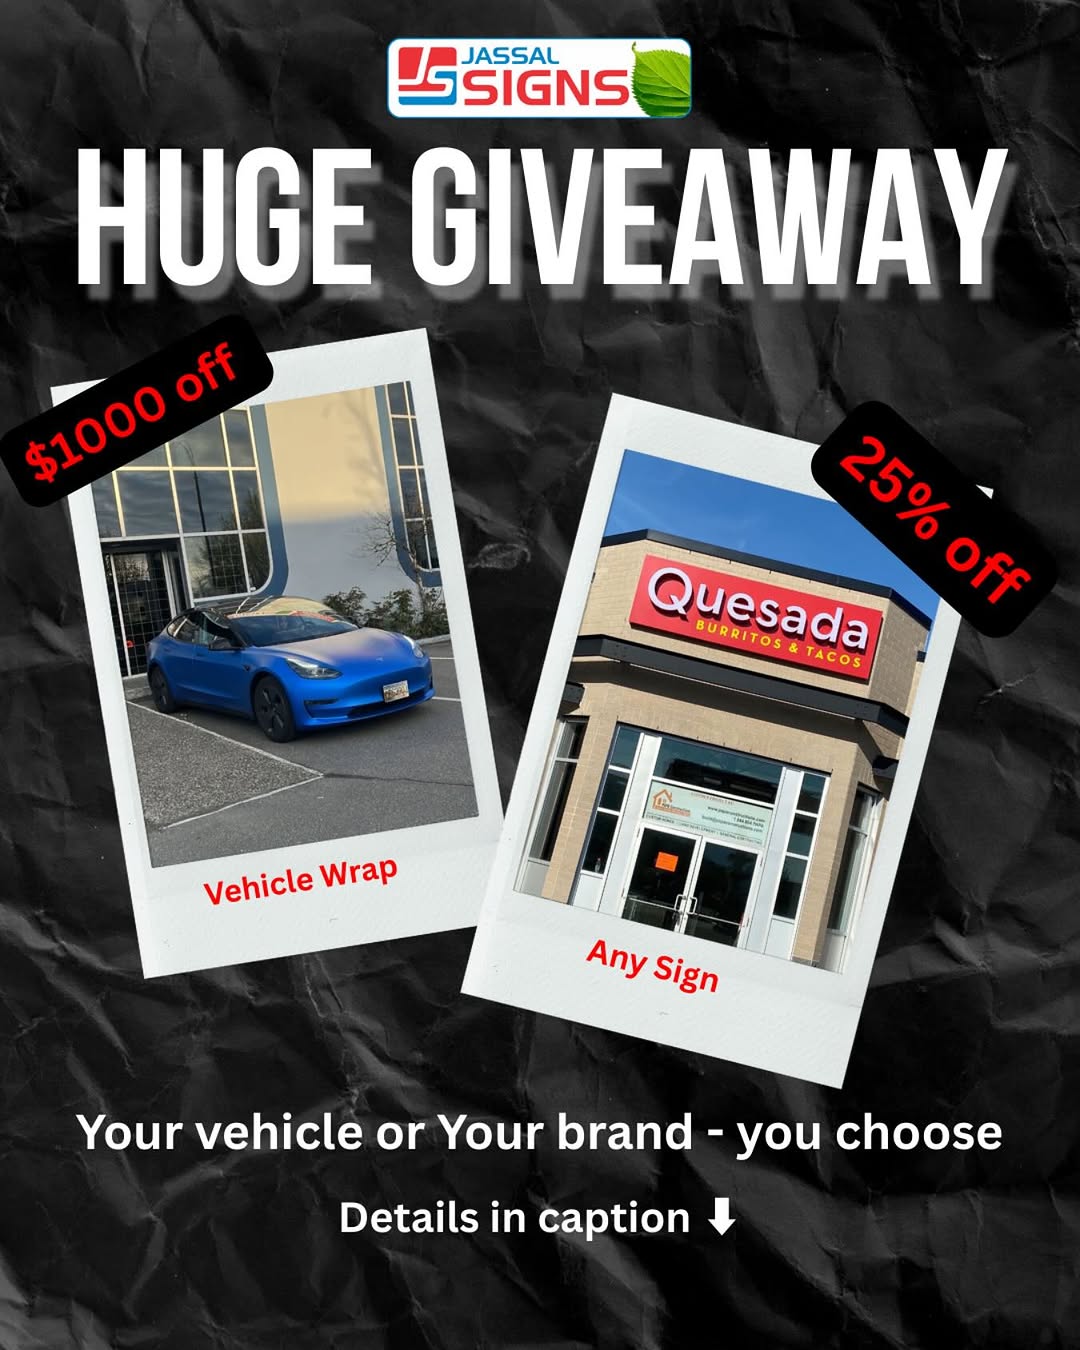 JASSAL
SIGNS
HUGE GIVEAWAY
$1000 off
25% off
Quesada
BURRITOS & TACOS
Vehicle Wrap
Any Sign
Your vehicle or Your brand - you choose
Details in caption ⬇